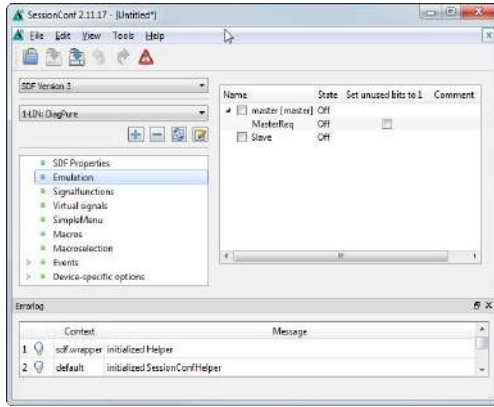 SessionConf 2.11.17 - [Untitled*]
File Edit View Tools Help
SDF Version 3
1-LIN: DiagPure
SDF Properties
Emulation
Signalfunctions
Virtual signals
SimpleMenu
Macros
Macroselection
Events
Device-specific options
Name State Set unused bits to 1 Comment
master [master] Off
MasterReq Off
Slave Off
Errorlog
Context Message
1 sdf.wrapper initialized Helper
2 default initialized SessionConfHelper